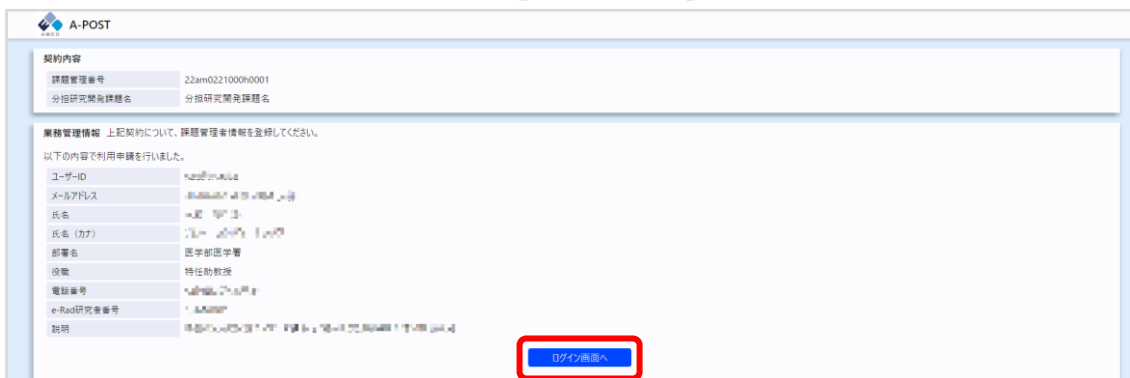 AMED A-POST
契約内容
課題管理番号 22am0221000h0001
分担研究開発課題名 分担研究開発課題名
業務管理情報 上記契約について、課題管理者情報を登録してください。
以下の内容で利用申請を行いました。
ユーザーID
メールアドレス
氏名
氏名(カナ)
部署名 医学部医学署
役職 特任助教授
電話番号
e-Rad研究者番号
説明
ログイン画面へ